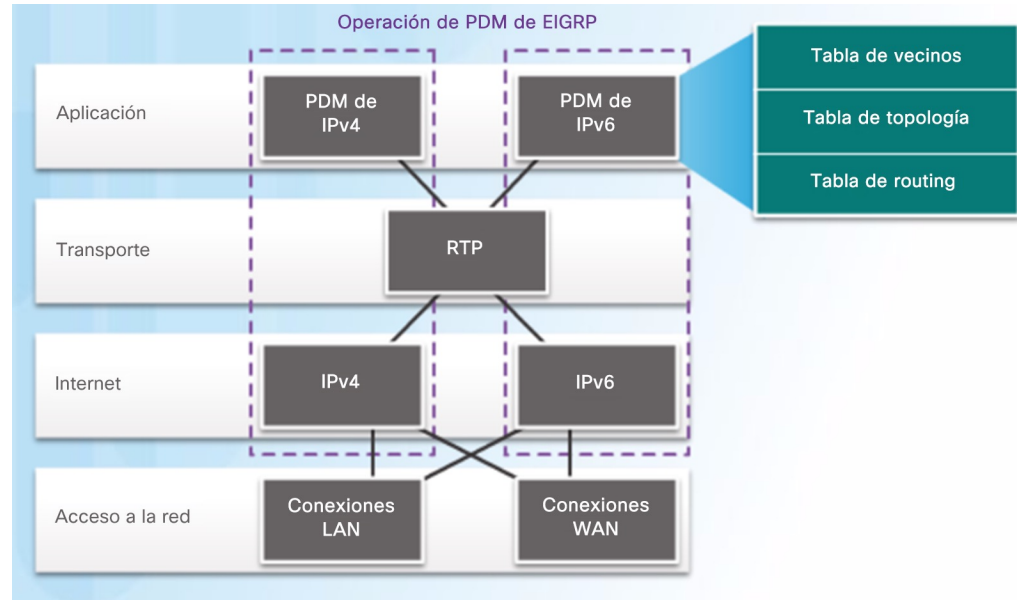 Operación de PDM de EIGRP
Aplicación
PDM de
IPv4
PDM de
IPv6
Tabla de vecinos
Tabla de topología
Tabla de routing
Transporte
RTP
Internet
IPv4
IPv6
Acceso a la red
Conexiones
LAN
Conexiones
WAN